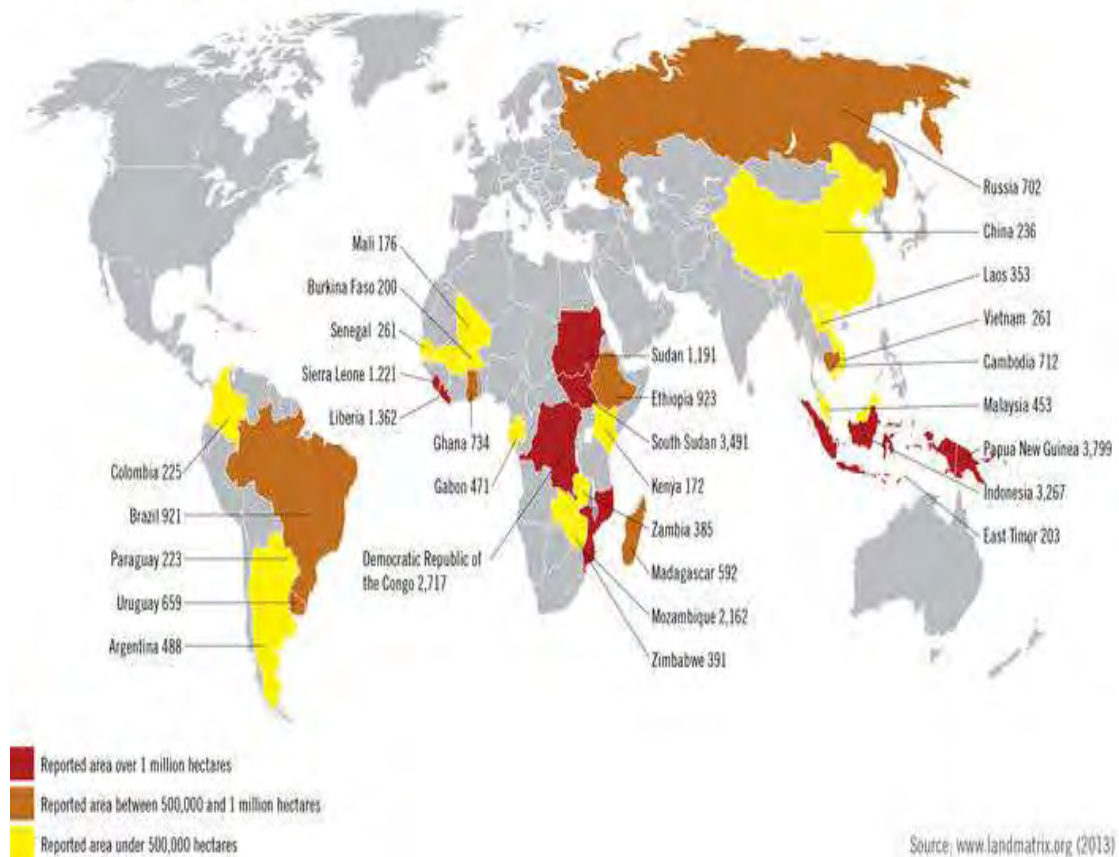 Russia 702
China 236
Laos 353
Vietnam 261
Cambodia 712
Malaysia 453
Papua New Guinea 3,799
Indonesia 3,267
East Timor 203
Mali 176
Burkina Faso 200
Senegal 261
Sierra Leone 1.221
Liberia 1.362
Ghana 734
Gabon 471
Democratic Republic of
the Congo 2,717
Sudan 1,191
Ethiopia 923
South Sudan 3,491
Kenya 172
Zambia 385
Madagascar 592
Mozambique 2,162
Zimbabwe 391
Colombia 225
Brazil 921
Paraguay 223
Uruguay 659
Argentina 488
Reported area over 1 million hectares
Reported area between 500,000 and 1 million hectares
Reported area under 500,000 hectares
Source: www.landmatrix.org (2013)